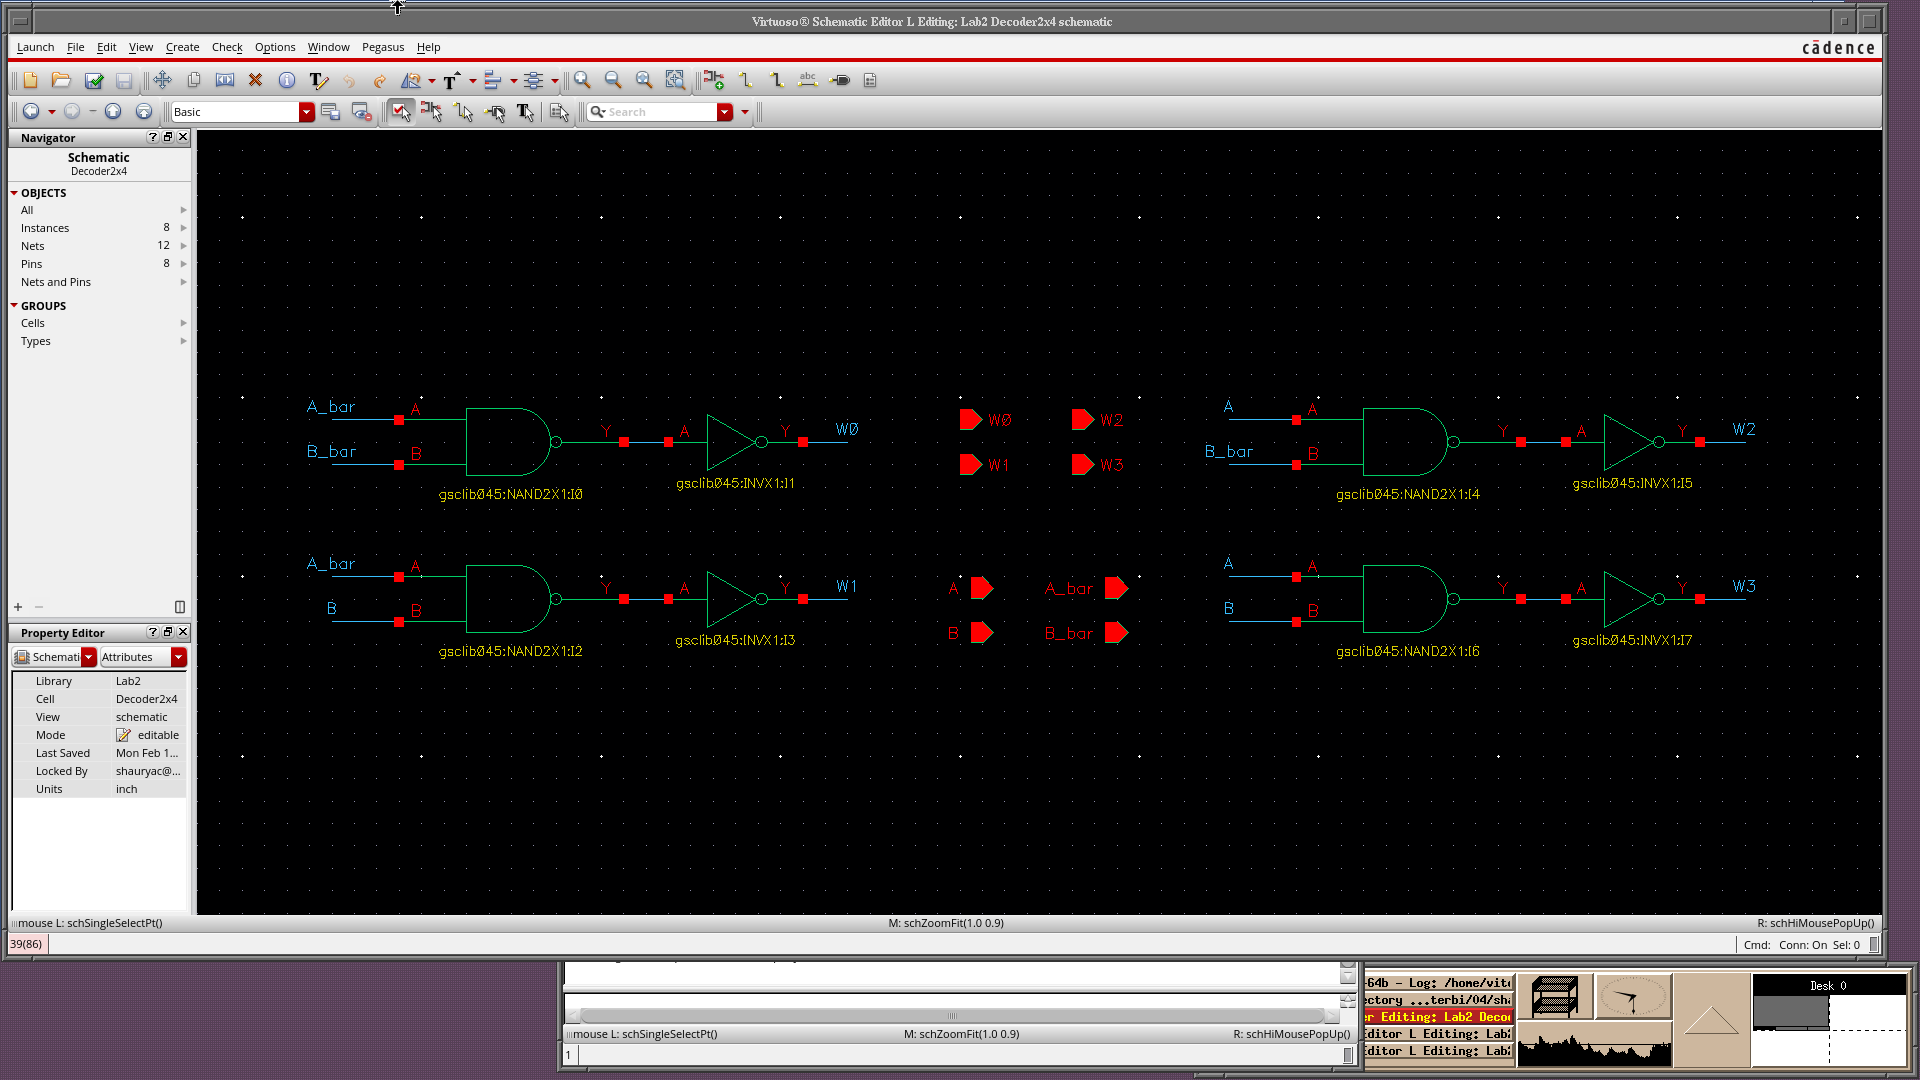 Virtuoso® Schematic Editor L Editing: Lab2 Decoder2x4 schematic
Launch File Edit View Create Check Options Window Pegasus Help
cādence
abc
Basic
Search
Navigator
Schematic
Decoder2x4
OBJECTS
All
Instances 8
Nets 12
Pins 8
Nets and Pins
GROUPS
Cells
Types
Property Editor
Schemati Attributes
Library Lab2
Cell Decoder2x4
View schematic
Mode editable
Last Saved Mon Feb 1...
Locked By shauryac@...
Units inch
A_bar A
B_bar B
Y A Y W0
gsclib045:NAND2X1:I0 gsclib045:INVX1:I1
W0 W2
W1 W3
A A
B_bar B
Y A Y W2
gsclib045:NAND2X1:I4 gsclib045:INVX1:I5
A_bar A
B B
Y A Y W1
gsclib045:NAND2X1:I2 gsclib045:INVX1:I3
A A_bar
B B_bar
A A
B B
Y A Y W3
gsclib045:NAND2X1:I6 gsclib045:INVX1:I7
mouse L: schSingleSelectPt() M: schZoomFit(1.0 0.9) R: schHiMousePopUp()
39(86) Cmd: Conn: On Sel: 0
mouse L: schSingleSelectPt() M: schZoomFit(1.0 0.9) R: schHiMousePopUp()
1
-64b - Log: /home/vit
ectory ...terbi/04/sha
er Editing: Lab2 Deco
Editor L Editing: Lab
Editor L Editing: Lab
Desk 0